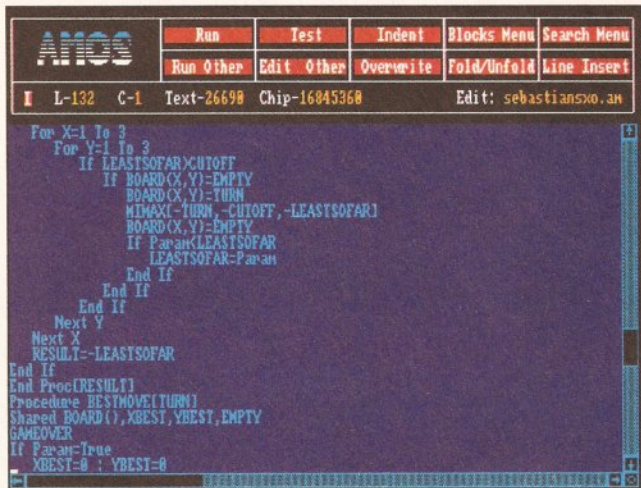 AMOS
Run Test Indent Blocks Menu Search Menu
Run Other Edit Other Overwrite Fold/Unfold Line Insert
I L-132 C-1 Text-26690 Chip-16845360 Edit: sebastiansxo.am
For X=1 To 3
For Y=1 To 3
If LEASTSOFAR>CUTOFF
If BOARD(X,Y)=EMPTY
BOARD(X,Y)=TURN
MIMAX[-TURN,-CUTOFF,-LEASTSOFAR]
BOARD(X,Y)=EMPTY
If Param<LEASTSOFAR
LEASTSOFAR=Param
End If
End If
End If
Next Y
Next X
RESULT=-LEASTSOFAR
End If
End Proc[RESULT]
Procedure BESTMOVE[TURN]
Shared BOARD(),XBEST,YBEST,EMPTY
GAMEOVER
If Param=True
XBEST=0 : YBEST=0